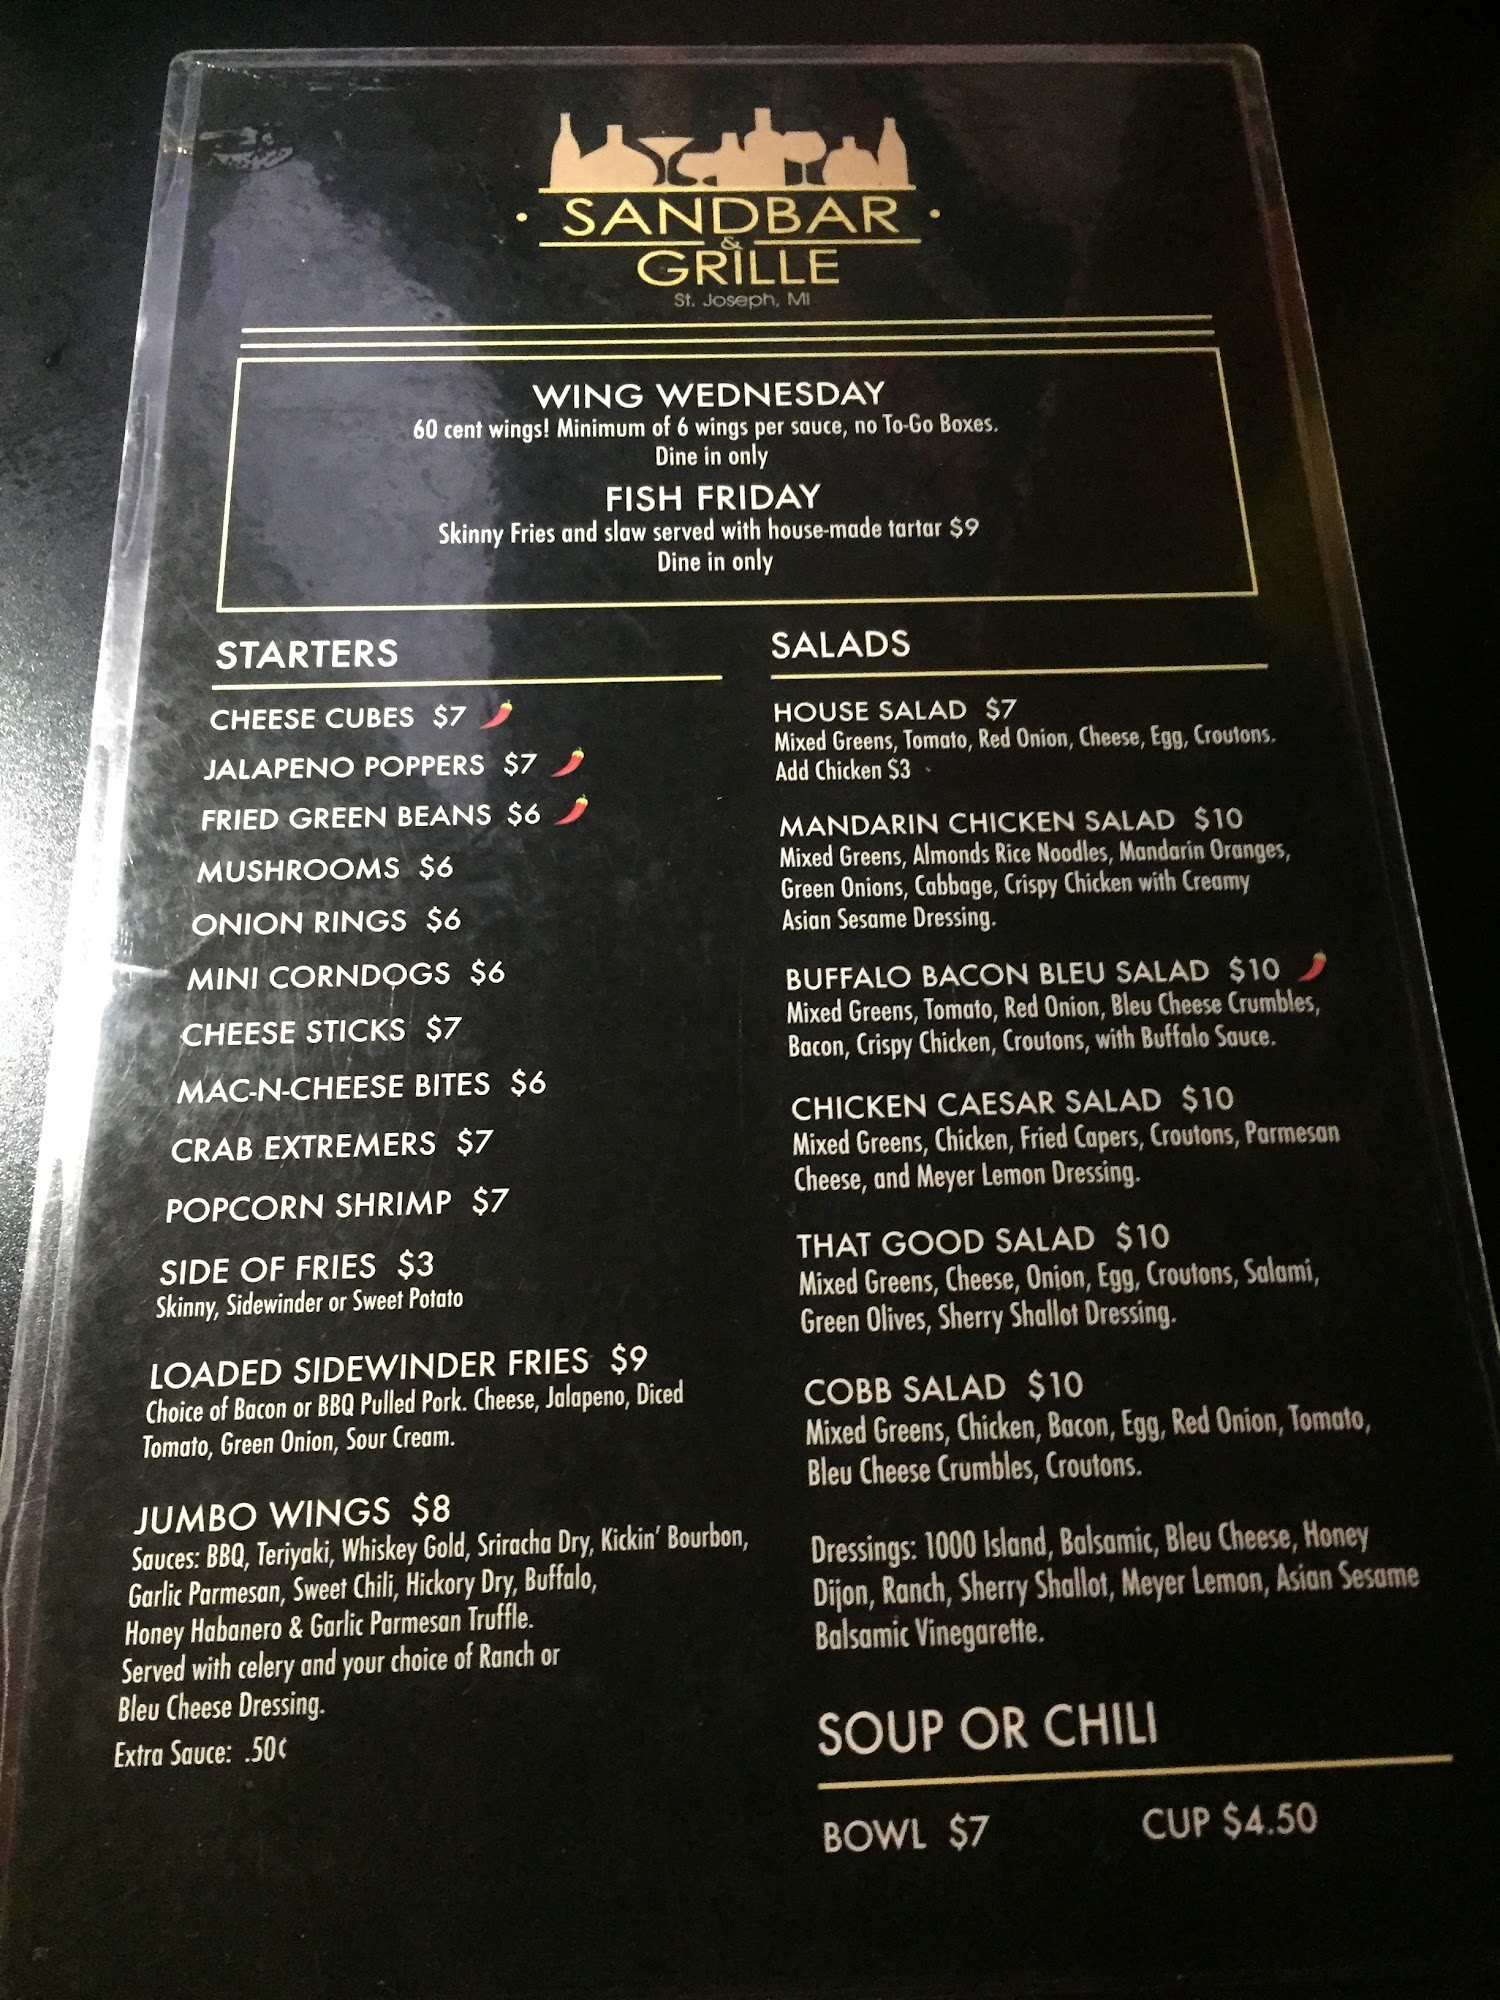 · SANDBAR ·
&
GRILLE
St. Joseph, MI
WING WEDNESDAY
60 cent wings! Minimum of 6 wings per sauce, no To-Go Boxes.
Dine in only
FISH FRIDAY
Skinny Fries and slaw served with house-made tartar $9
Dine in only
STARTERS
CHEESE CUBES $7
JALAPENO POPPERS $7
FRIED GREEN BEANS $6
MUSHROOMS $6
ONION RINGS $6
MINI CORNDOGS $6
CHEESE STICKS $7
MAC-N-CHEESE BITES $6
CRAB EXTREMERS $7
POPCORN SHRIMP $7
SIDE OF FRIES $3
Skinny, Sidewinder or Sweet Potato
LOADED SIDEWINDER FRIES $9
Choice of Bacon or BBQ Pulled Pork. Cheese, Jalapeno, Diced
Tomato, Green Onion, Sour Cream.
JUMBO WINGS $8
Sauces: BBQ, Teriyaki, Whiskey Gold, Sriracha Dry, Kickin' Bourbon,
Garlic Parmesan, Sweet Chili, Hickory Dry, Buffalo,
Honey Habanero & Garlic Parmesan Truffle.
Served with celery and your choice of Ranch or
Bleu Cheese Dressing.
Extra Sauce: .50¢
SALADS
HOUSE SALAD $7
Mixed Greens, Tomato, Red Onion, Cheese, Egg, Croutons.
Add Chicken $3
MANDARIN CHICKEN SALAD $10
Mixed Greens, Almonds Rice Noodles, Mandarin Oranges,
Green Onions, Cabbage, Crispy Chicken with Creamy
Asian Sesame Dressing.
BUFFALO BACON BLEU SALAD $10
Mixed Greens, Tomato, Red Onion, Bleu Cheese Crumbles,
Bacon, Crispy Chicken, Croutons, with Buffalo Sauce.
CHICKEN CAESAR SALAD $10
Mixed Greens, Chicken, Fried Capers, Croutons, Parmesan
Cheese, and Meyer Lemon Dressing.
THAT GOOD SALAD $10
Mixed Greens, Cheese, Onion, Egg, Croutons, Salami,
Green Olives, Sherry Shallot Dressing.
COBB SALAD $10
Mixed Greens, Chicken, Bacon, Egg, Red Onion, Tomato,
Bleu Cheese Crumbles, Croutons.
Dressings: 1000 Island, Balsamic, Bleu Cheese, Honey
Dijon, Ranch, Sherry Shallot, Meyer Lemon, Asian Sesame
Balsamic Vinegarette.
SOUP OR CHILI
BOWL $7 CUP $4.50